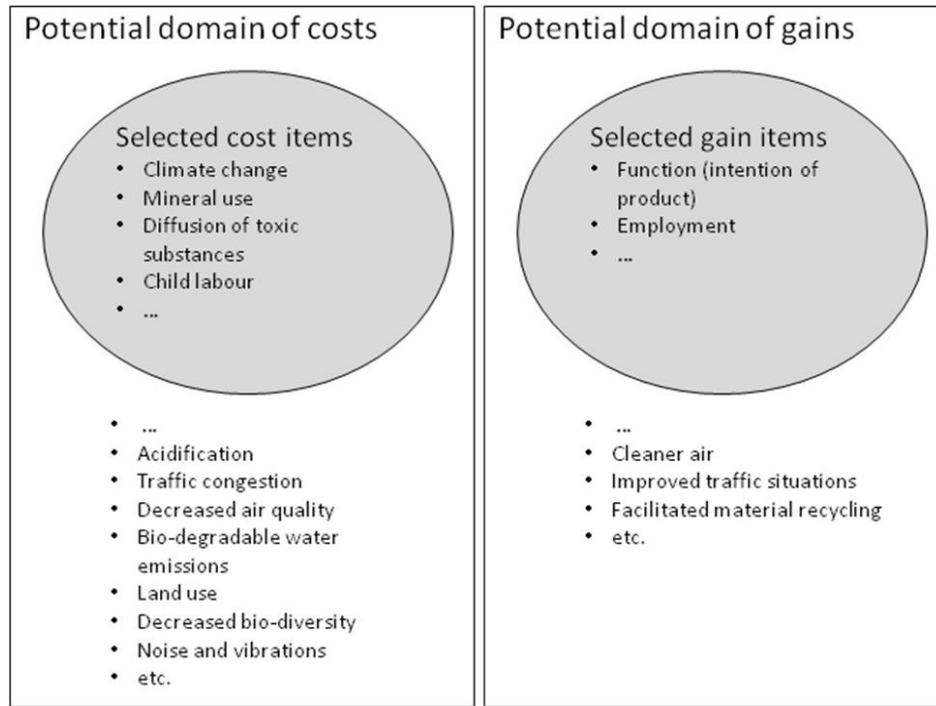 Potential domain of costs
Selected cost items
• Climate change
• Mineral use
• Diffusion of toxic
substances
• Child labour
• ...
• ...
• Acidification
• Traffic congestion
• Decreased air quality
• Bio-degradable water
emissions
• Land use
• Decreased bio-diversity
• Noise and vibrations
• etc.
Potential domain of gains
Selected gain items
• Function (intention of
product)
• Employment
• ...
• ...
• Cleaner air
• Improved traffic situations
• Facilitated material recycling
• etc.